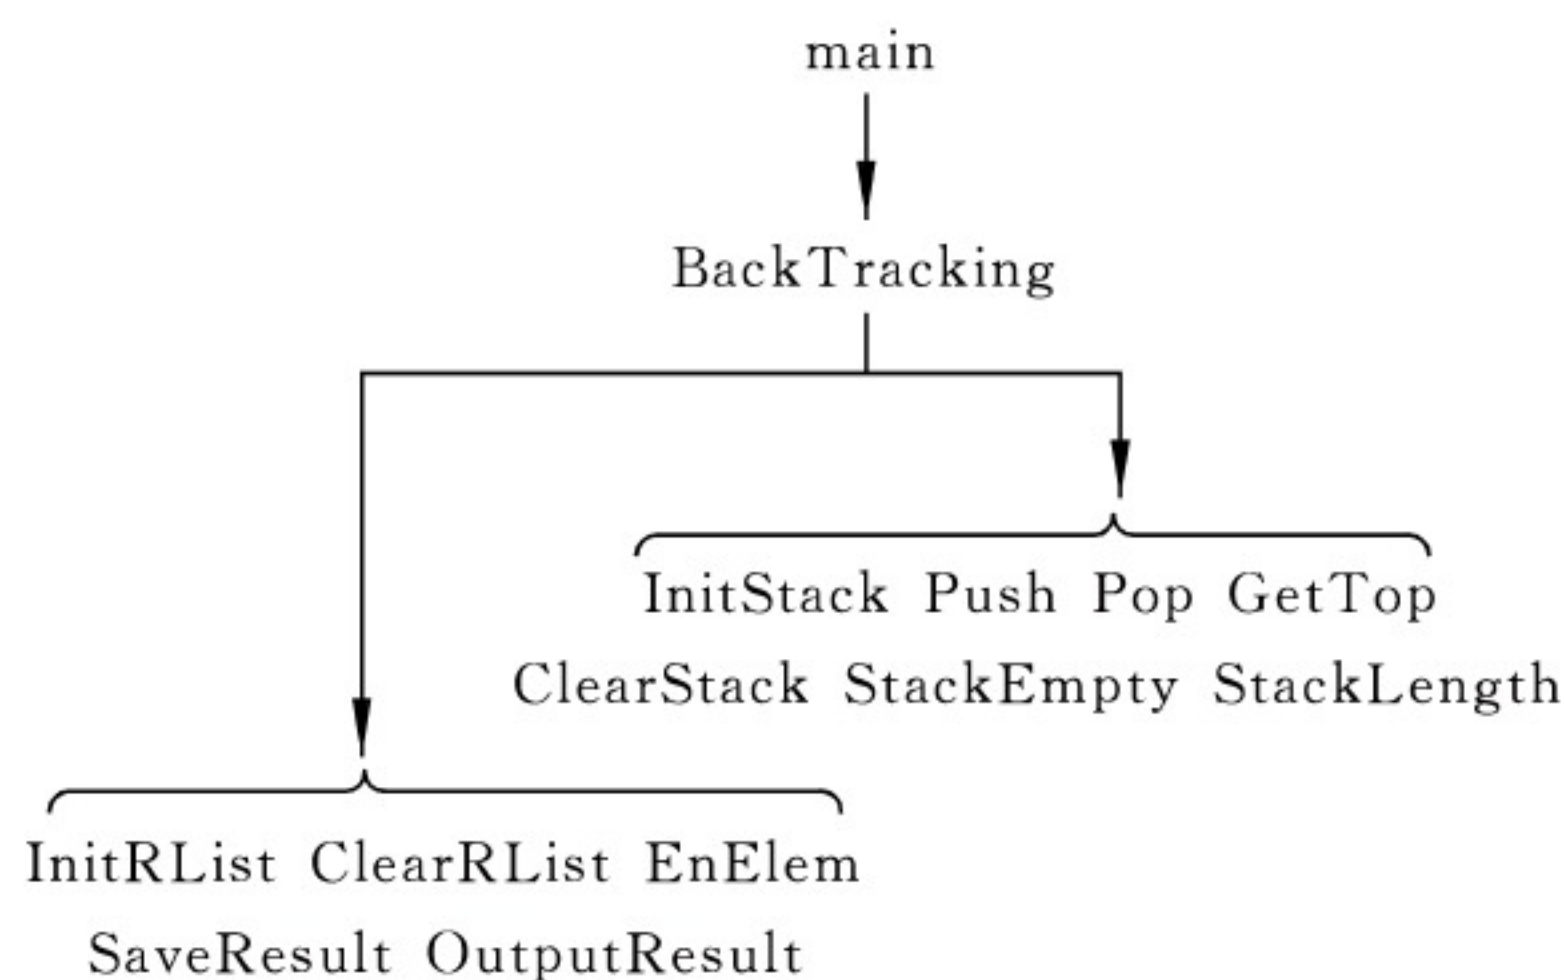 main
BackTracking
InitStack Push Pop GetTop
ClearStack StackEmpty StackLength
InitRList ClearRList EnElem
SaveResult OutputResult